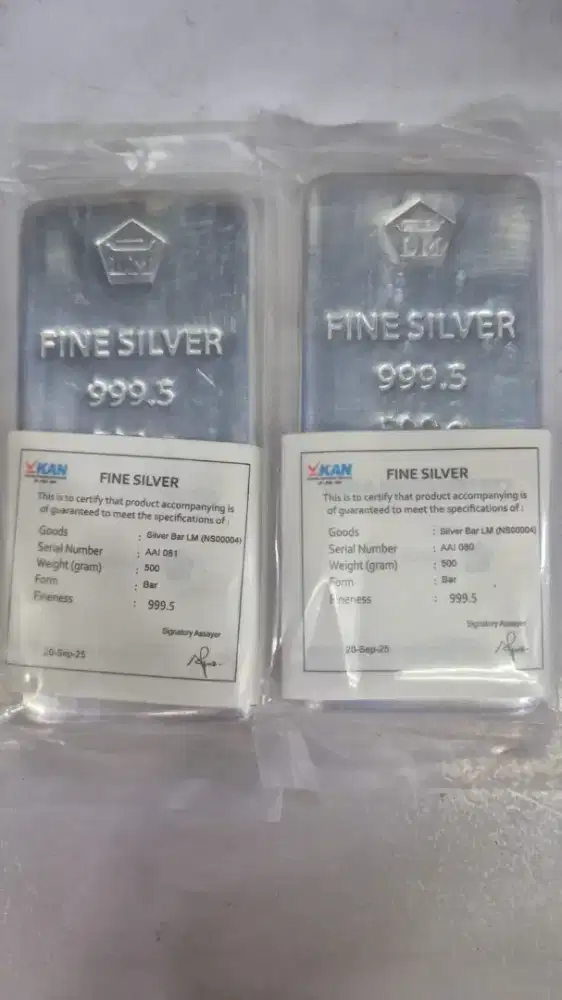 LM
FINE SILVER
999.5
KAN
FINE SILVER
This is to certify that product accompanying is
of guaranteed to meet the specifications of :
Goods : Silver Bar LM (NS00004)
Serial Number : AAI 081
Weight (gram) : 500
Form : Bar
Fineness : 999.5
Signatory Assayer
20-Sep-25
LM
FINE SILVER
999.5
500 g
KAN
FINE SILVER
This is to certify that product accompanying is
of guaranteed to meet the specifications of :
Goods : Silver Bar LM (NS00004)
Serial Number : AAI 080
Weight (gram) : 500
Form : Bar
Fineness : 999.5
Signatory Assayer
20-Sep-25